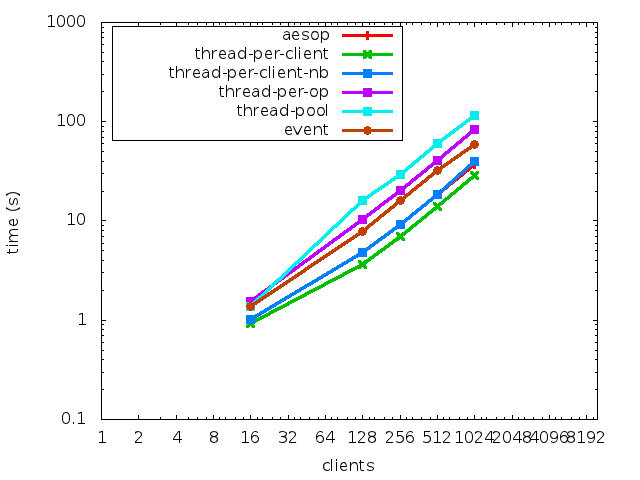 1000
100
10
1
0.1
time (s)
aesop
thread-per-client
thread-per-client-nb
thread-per-op
thread-pool
event
1 2 4 8 16 32 64 128 256 512 1024 2048 4096 8192
clients